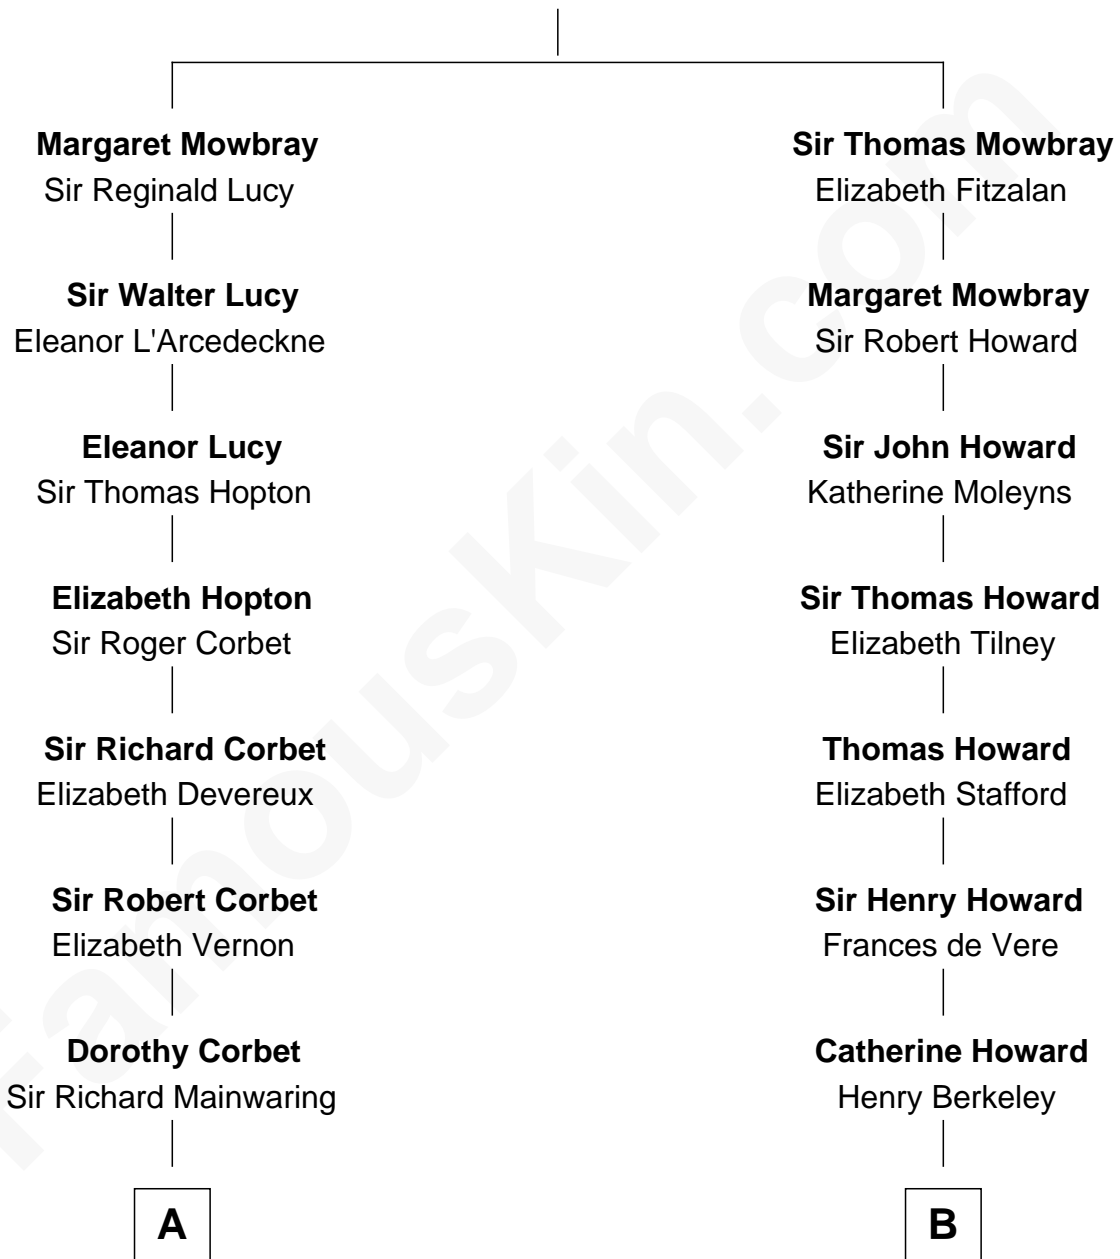 Margaret Mowbray
Sir Reginald Lucy
Sir Walter Lucy
Eleanor L'Arcedeckne
Eleanor Lucy
Sir Thomas Hopton
Elizabeth Hopton
Sir Roger Corbet
Sir Richard Corbet
Elizabeth Devereux
Sir Robert Corbet
Elizabeth Vernon
Dorothy Corbet
Sir Richard Mainwaring
A
Sir Thomas Mowbray
Elizabeth Fitzalan
Margaret Mowbray
Sir Robert Howard
Sir John Howard
Katherine Moleyns
Sir Thomas Howard
Elizabeth Tilney
Thomas Howard
Elizabeth Stafford
Sir Henry Howard
Frances de Vere
Catherine Howard
Henry Berkeley
B
FamousKin.com